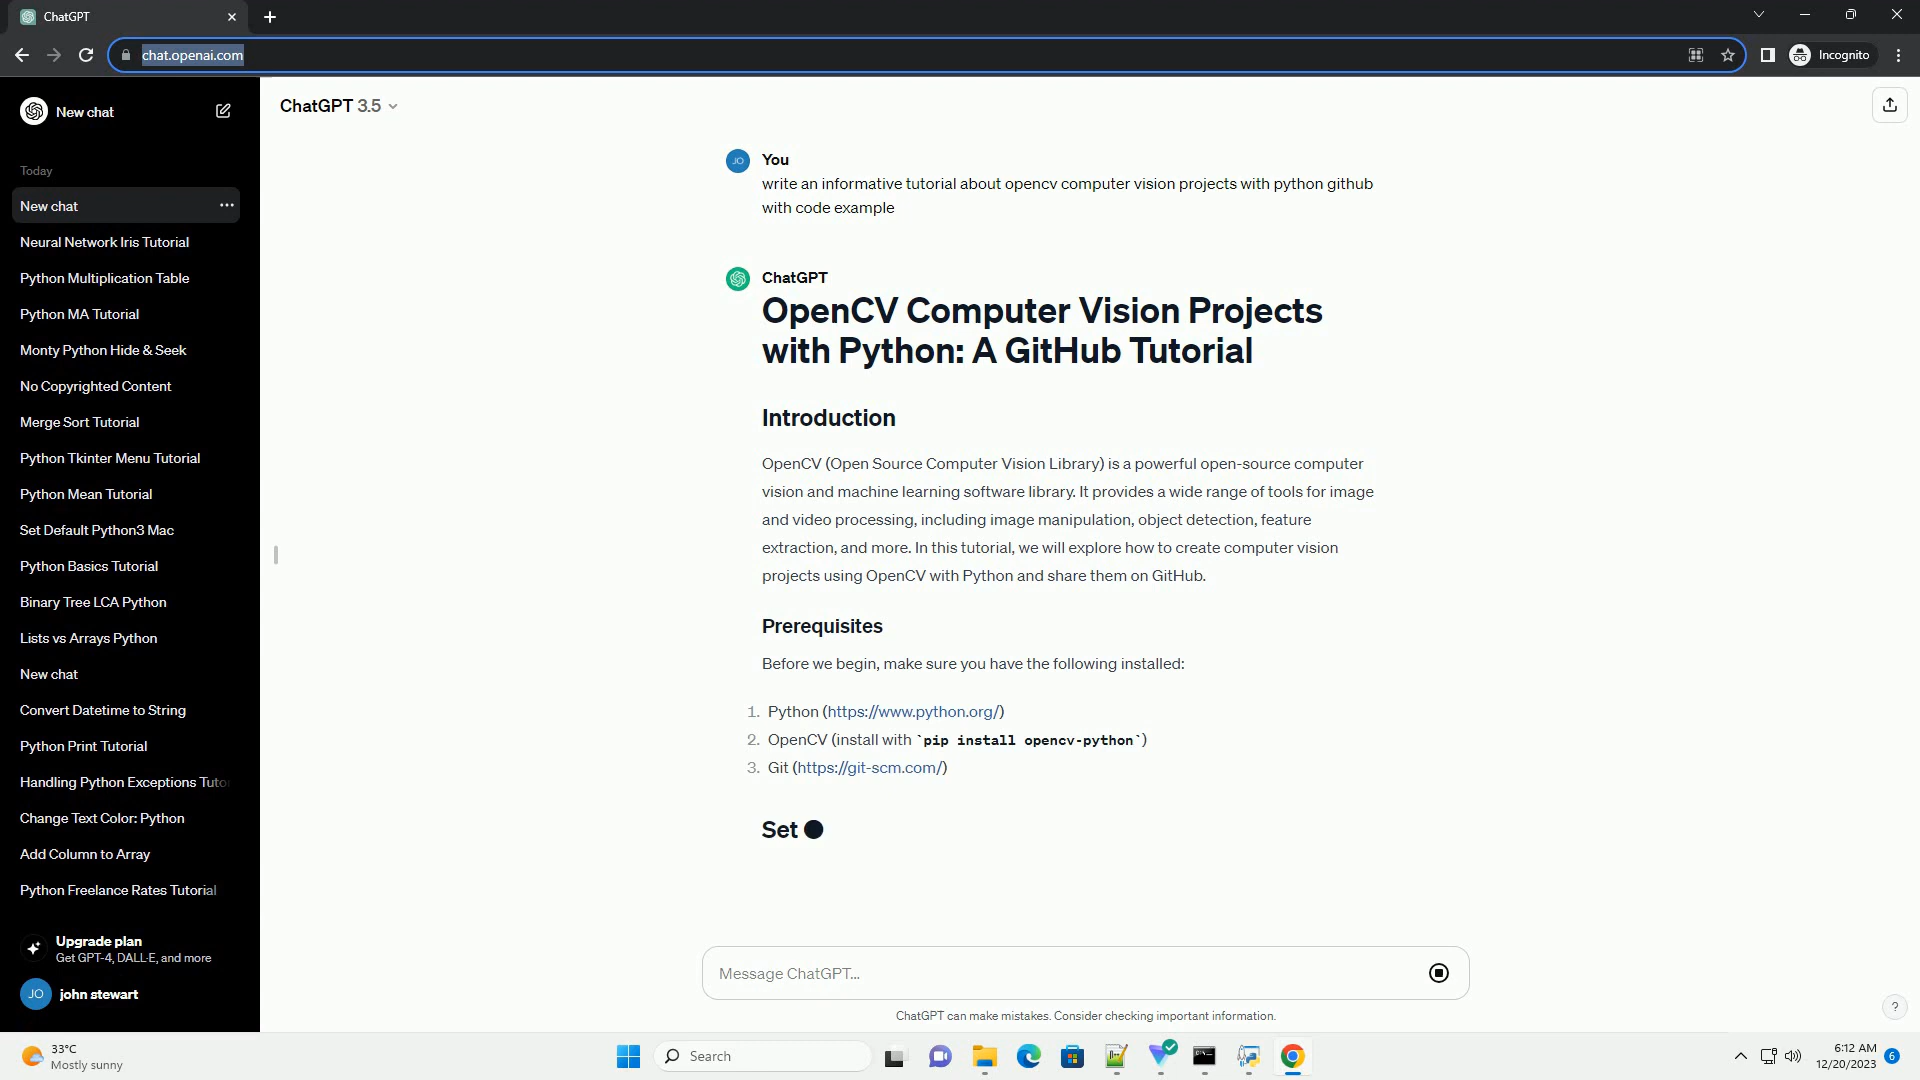 ChatGPT
chat.openai.com
Incognito
New chat
Today
New chat
Neural Network Iris Tutorial
Python Multiplication Table
Python MA Tutorial
Monty Python Hide & Seek
No Copyrighted Content
Merge Sort Tutorial
Python Tkinter Menu Tutorial
Python Mean Tutorial
Set Default Python3 Mac
Python Basics Tutorial
Binary Tree LCA Python
Lists vs Arrays Python
New chat
Convert Datetime to String
Python Print Tutorial
Handling Python Exceptions Tuto
Change Text Color: Python
Add Column to Array
Python Freelance Rates Tutorial
Upgrade plan
Get GPT-4, DALL·E, and more
JO john stewart
ChatGPT 3.5
JO You
write an informative tutorial about opencv computer vision projects with python github
with code example
ChatGPT
OpenCV Computer Vision Projects
with Python: A GitHub Tutorial
Introduction
OpenCV (Open Source Computer Vision Library) is a powerful open-source computer
vision and machine learning software library. It provides a wide range of tools for image
and video processing, including image manipulation, object detection, feature
extraction, and more. In this tutorial, we will explore how to create computer vision
projects using OpenCV with Python and share them on GitHub.
Prerequisites
Before we begin, make sure you have the following installed:
1. Python (https://www.python.org/)
2. OpenCV (install with `pip install opencv-python`)
3. Git (https://git-scm.com/)
Set
Message ChatGPT...
ChatGPT can make mistakes. Consider checking important information.
?
33°C
Mostly sunny
Search
6:12 AM
12/20/2023
6